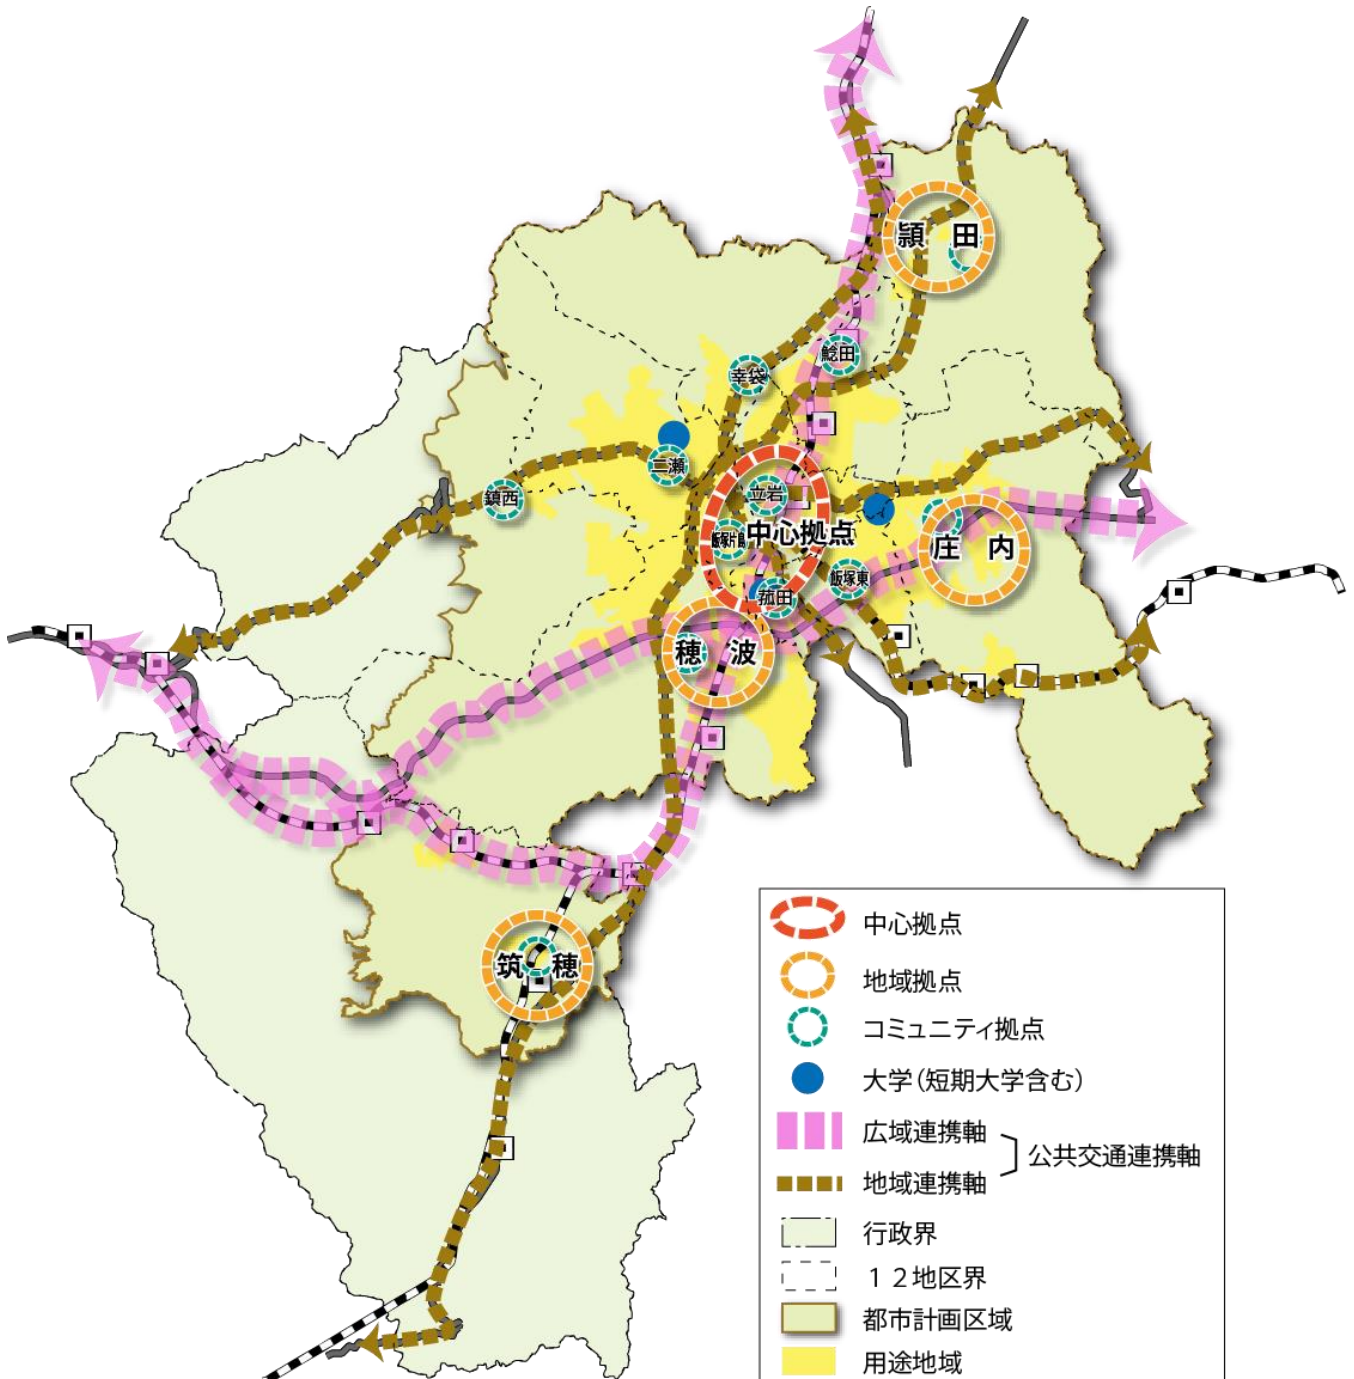 頴 田
鯰田
幸袋
二瀬
鎮西
立岩
中心拠点
飯塚片島
庄 内
飯塚東
菰田
穂 波
筑 穂
中心拠点
地域拠点
コミュニティ拠点
大学（短期大学含む）
広域連携軸
公共交通連携軸
地域連携軸
行政界
１２地区界
都市計画区域
用途地域